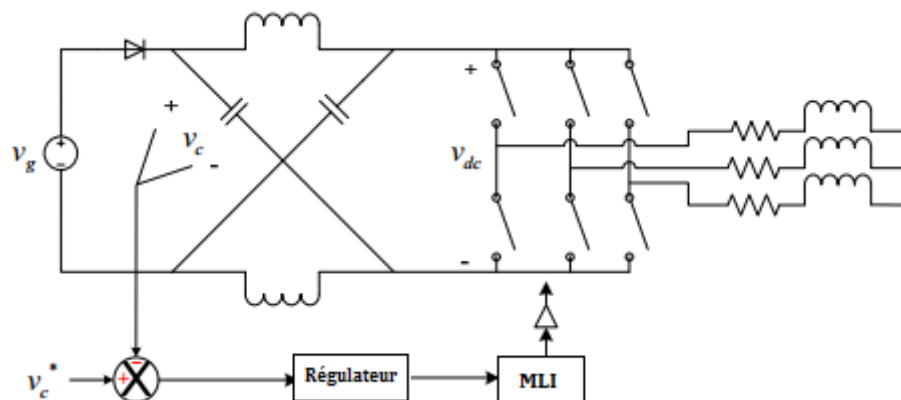 +
+
v_g
+
−
v_c
-
v_dc
-
v_c*
+
−
Régulateur
MLI